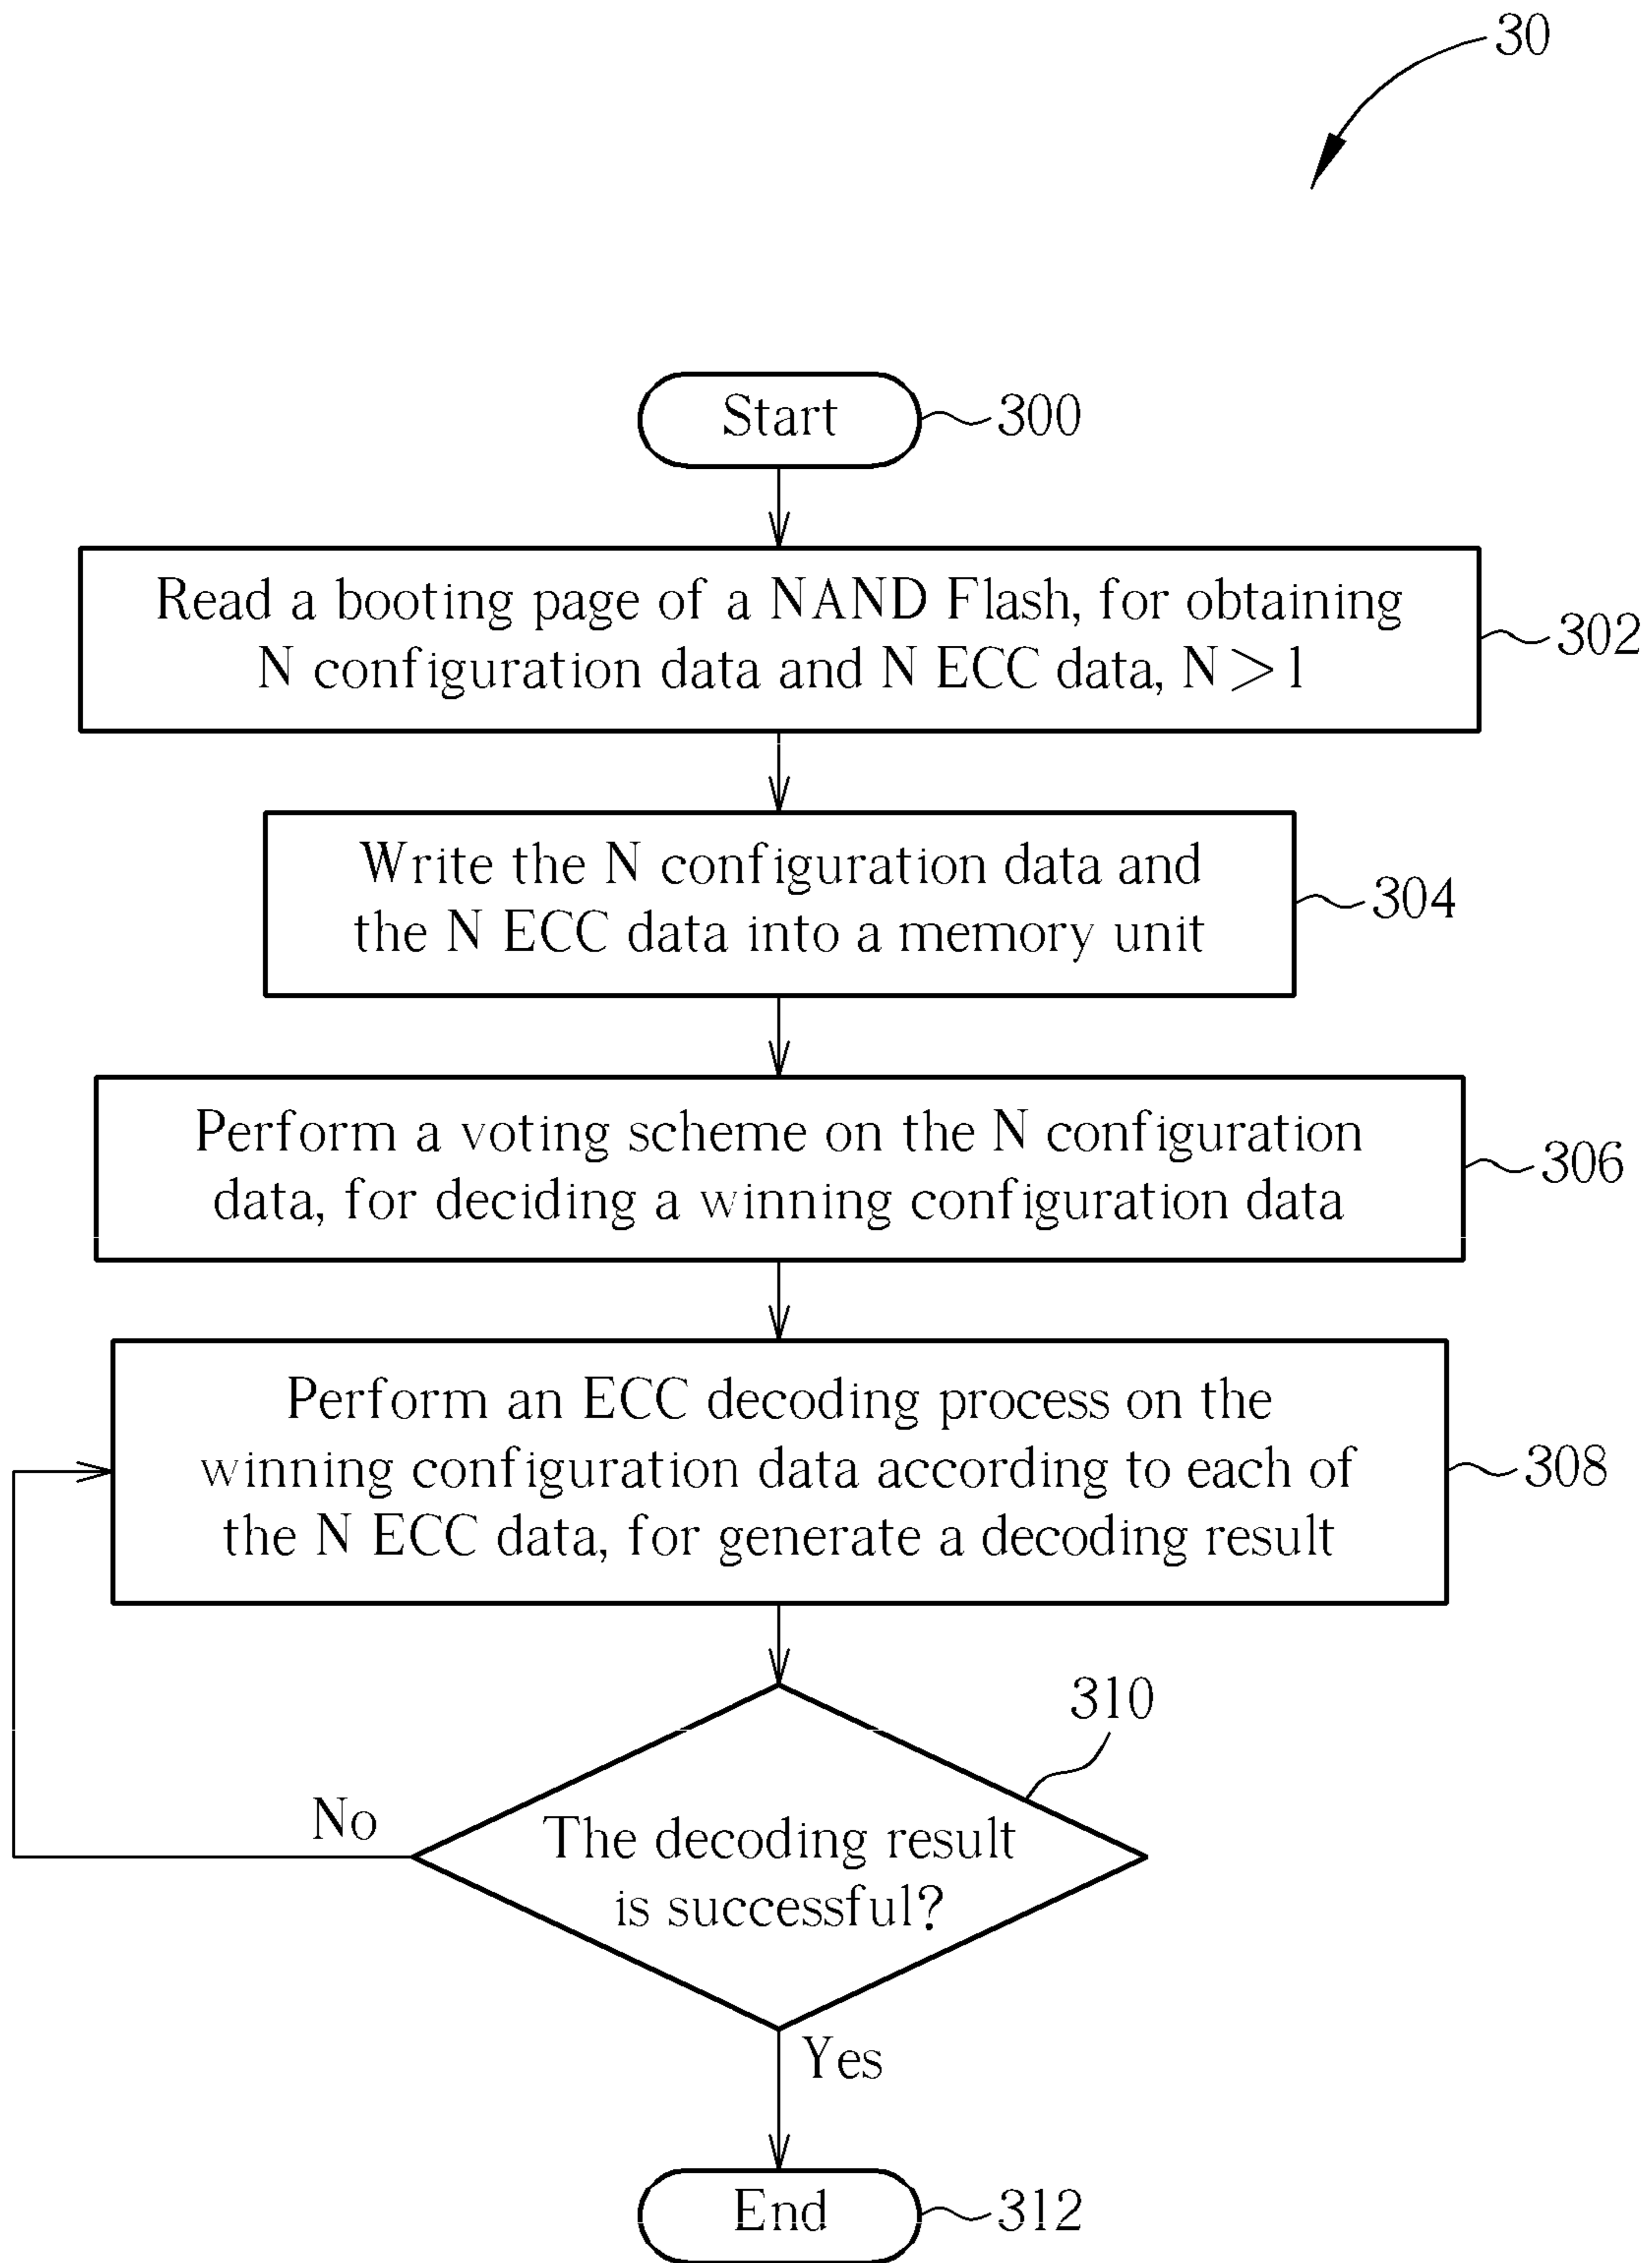 30
Start
300
Read a booting page of a NAND Flash, for obtaining
N configuration data and N ECC data, N>1
302
Write the N configuration data and
the N ECC data into a memory unit
304
Perform a voting scheme on the N configuration
data, for deciding a winning configuration data
306
Perform an ECC decoding process on the
winning configuration data according to each of
the N ECC data, for generate a decoding result
308
310
The decoding result
is successful?
No
Yes
End
312